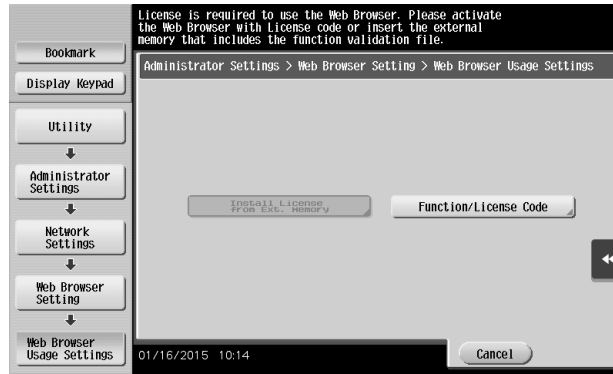 License is required to use the Web Browser. Please activate
the Web Browser with License code or insert the external
memory that includes the function validation file.
Bookmark
Display Keypad
Administrator Settings > Web Browser Setting > Web Browser Usage Settings
Utility
Administrator
Settings
Network
Settings
Web Browser
Setting
Web Browser
Usage Settings
Install License
from Ext. Memory
Function/License Code
01/16/2015 10:14
Cancel